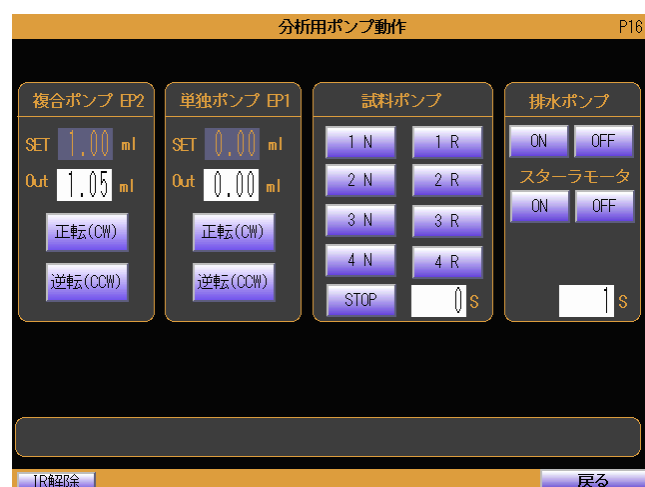 分析用ポンプ動作 P16
複合ポンプ EP2
SET 1.00 ml
Out 1.05 ml
正転(CW)
逆転(CCW)
単独ポンプ EP1
SET 0.00 ml
Out 0.00 ml
正転(CW)
逆転(CCW)
試料ポンプ
1 N 1 R
2 N 2 R
3 N 3 R
4 N 4 R
STOP 0 S
排水ポンプ
ON OFF
スターラモータ
ON OFF
1 S
IR解除 戻る